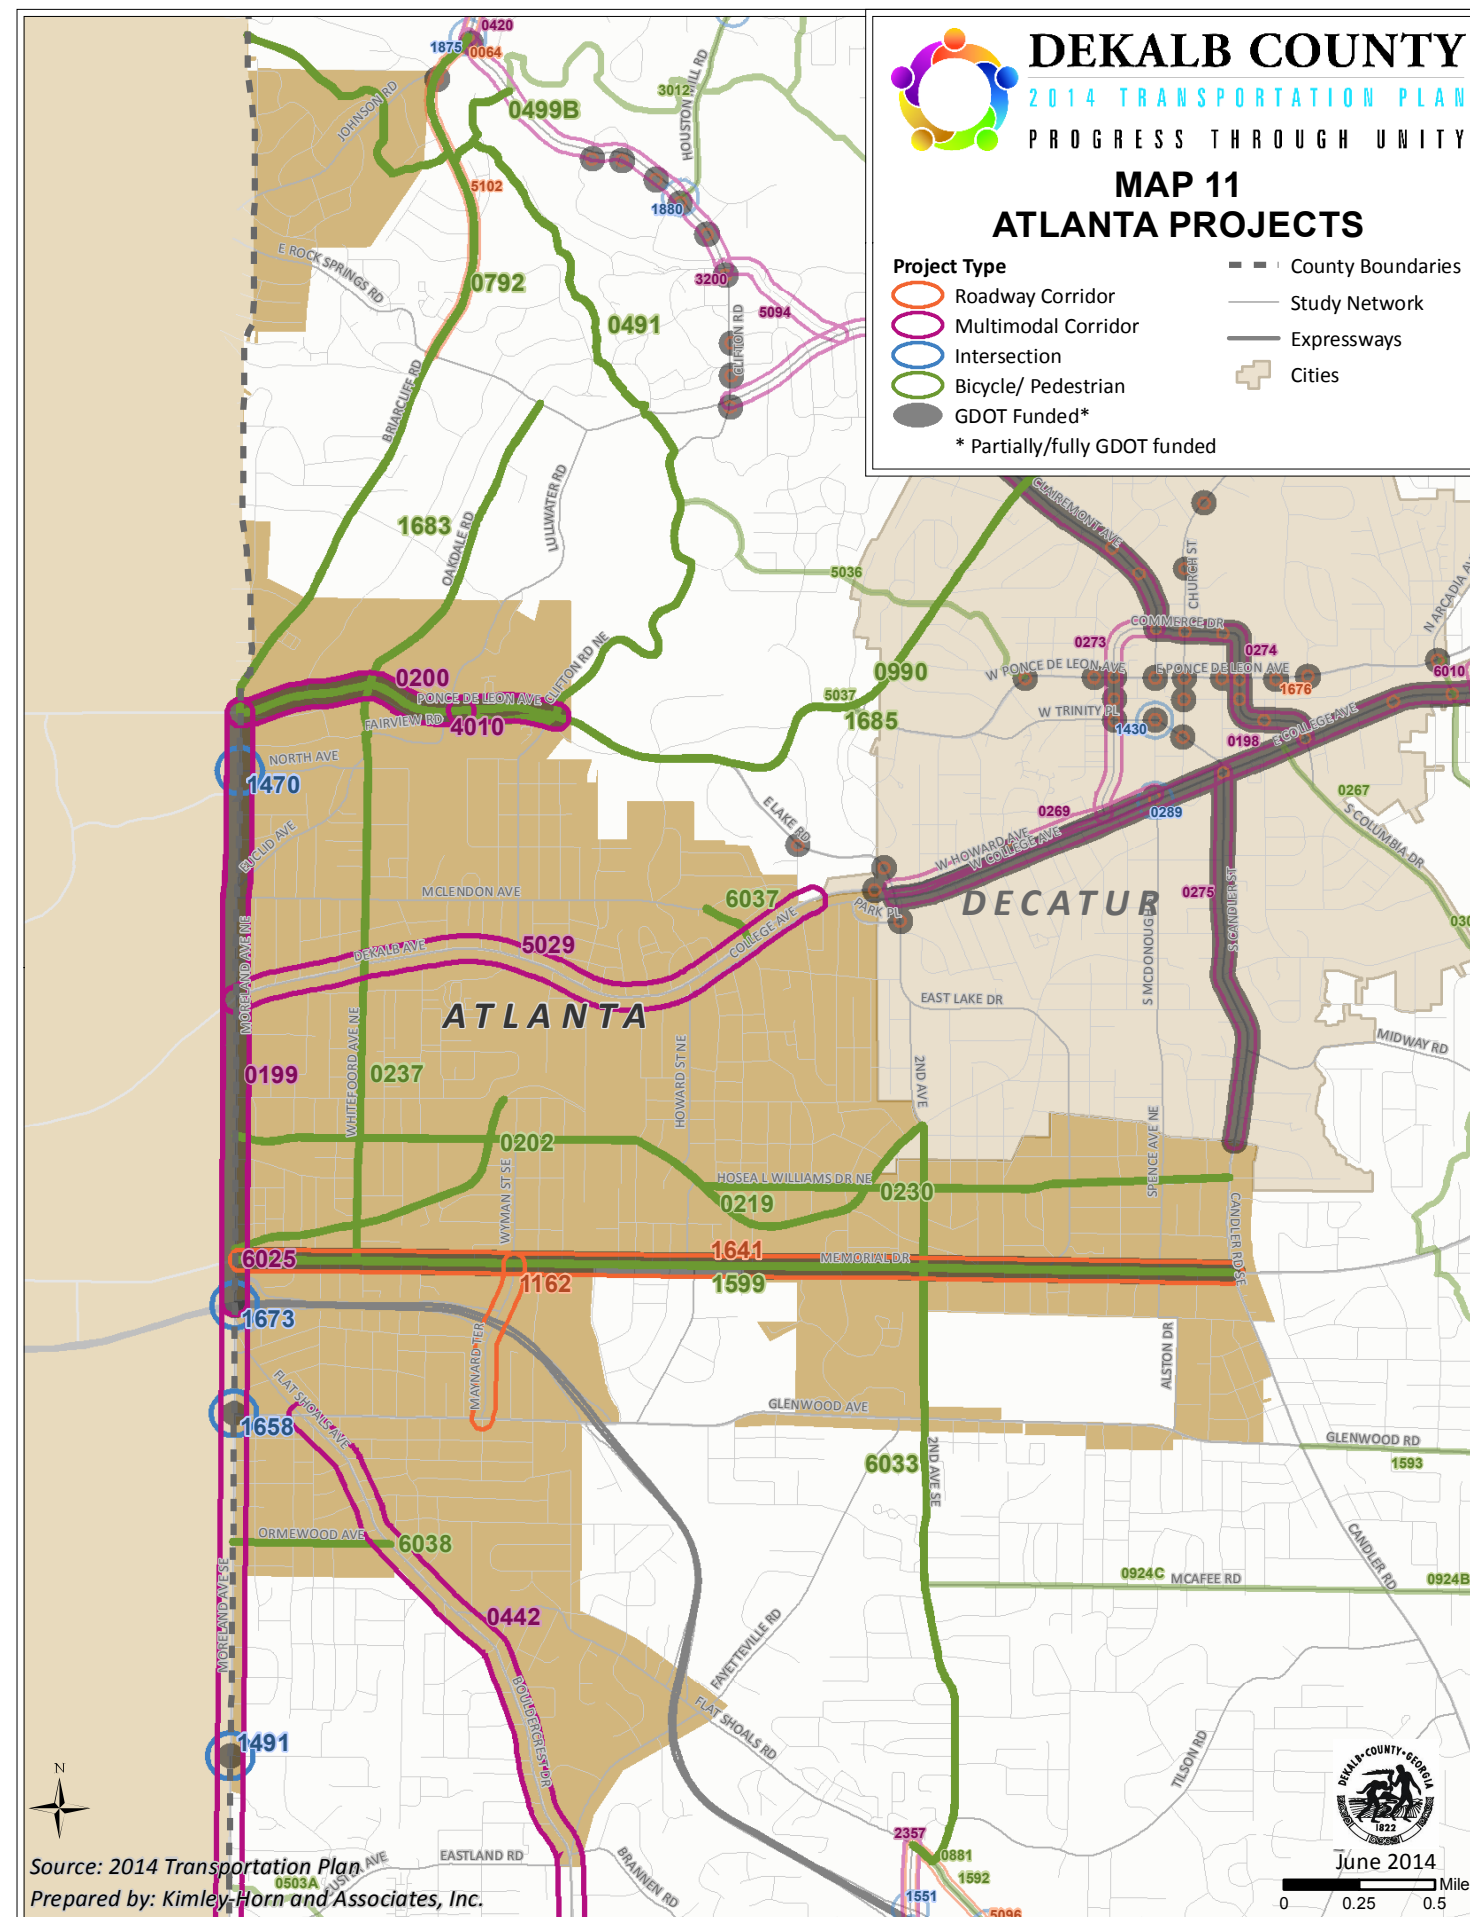 DEKALB COUNTY
2014 TRANSPORTATION PLAN
PROGRESS THROUGH UNITY
MAP 11
ATLANTA PROJECTS
Project Type
Roadway Corridor
Multimodal Corridor
Intersection
Bicycle/ Pedestrian
GDOT Funded*
* Partially/fully GDOT funded
County Boundaries
Study Network
Expressways
Cities
0420
1875
0064
JOHNSON RD
0499B
3012
HOUSTON MILL RD
5102
1880
E ROCK SPRINGS RD
0792
3200
0491
5094
CLIFTON RD
BRIARCLIFF RD
1683
OAKDALE RD
LULLWATER RD
CLAIREMONT AVE
5036
CHURCH ST
N ARCADIA AV
COMMERCE DR
0273
0274
CLIFTON RD NE
0990
W PONCE DE LEON AVE
E PONCE DE LEON AVE
6010
0200
PONCE DE LEON AVE
5037
1676
FAIRVIEW RD
4010
1685
W TRINITY PL
1430
0198
E COLLEGE AVE
NORTH AVE
1470
0267
E LAKE RD
0269
0289
S COLUMBIA DR
EUCLID AVE
W HOWARD AVE
W COLLEGE AVE
MCLENDON AVE
6037
PARK PL
DECATUR
0275
S CANDLER ST
030
COLLEGE AVE
DEKALB AVE
5029
MORELAND AVE NE
S MCDONOUGH
EAST LAKE DR
ATLANTA
MIDWAY RD
WHITEFOORD AVE NE
HOWARD ST NE
2ND AVE
0199
0237
0202
SPENCE AVE NE
WYMAN ST SE
HOSEA L WILLIAMS DR NE
0219
0230
CANDLER RD SE
6025
1641
MEMORIAL DR
1162
1599
1673
MAYNARD TER
ALSTON DR
FLAT SHOALS AVE
GLENWOOD AVE
1658
GLENWOOD RD
1593
6033
2ND AVE SE
ORMEWOOD AVE
6038
CANDLER RD
MORELAND AVE SE
0924C
MCAFEE RD
0924B
0442
FAYETTEVILLE RD
BOULDERCREST DR
FLAT SHOALS RD
1491
TILSON RD
N
DEKALB COUNTY GEORGIA
1822
2357
0881
EASTLAND RD
BRANNEN RD
1592
1551
5096
0503A
Source: 2014 Transportation Plan
Prepared by: Kimley-Horn and Associates, Inc.
June 2014
Mile
0 0.25 0.5